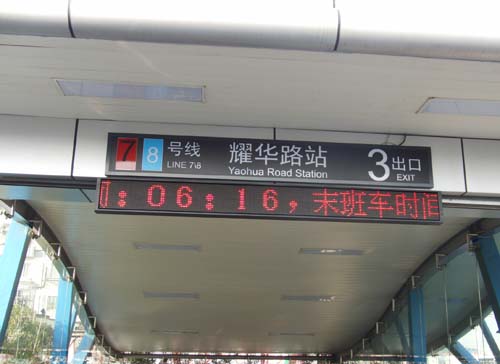 7 8 号线 耀华路站 3 出口
LINE 7\8 Yaohua Road Station EXIT
:06:16,末班车时间